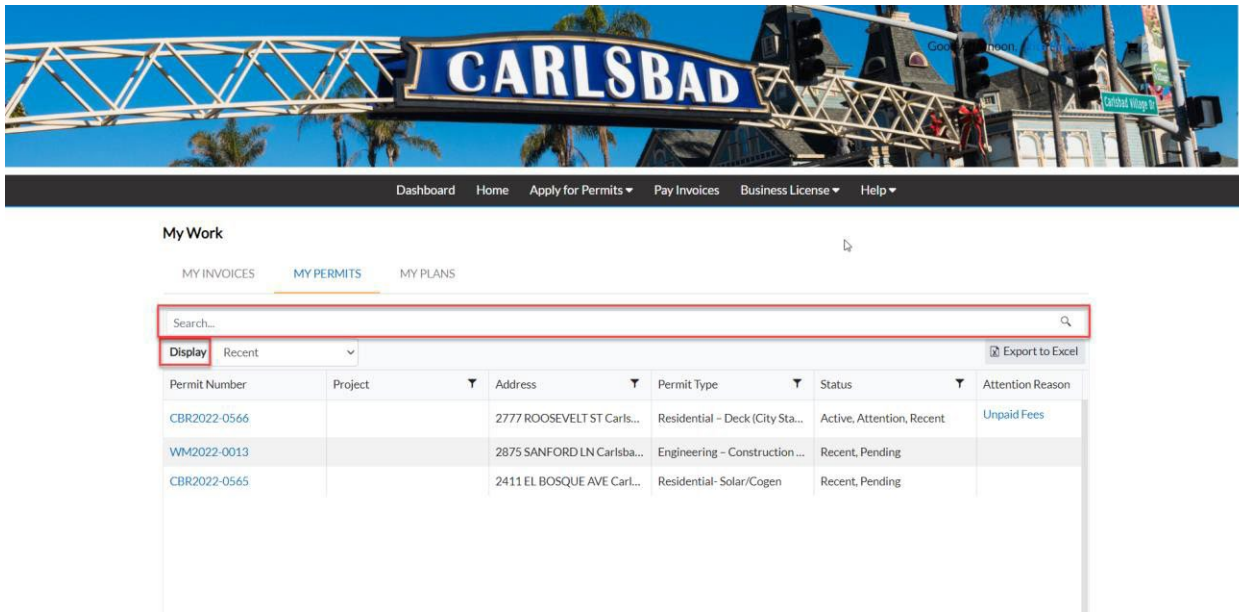 CARLSBAD
Carlsbad Village Dr
Dashboard Home Apply for Permits Pay Invoices Business License Help
My Work
MY INVOICES MY PERMITS MY PLANS
Search...
Display Recent Export to Excel
Permit Number Project Address Permit Type Status Attention Reason
CBR2022-0566 2777 ROOSEVELT ST Carls... Residential – Deck (City Sta... Active, Attention, Recent Unpaid Fees
WM2022-0013 2875 SANFORD LN Carlsba... Engineering – Construction ... Recent, Pending
CBR2022-0565 2411 EL BOSQUE AVE Carl... Residential- Solar/Cogen Recent, Pending